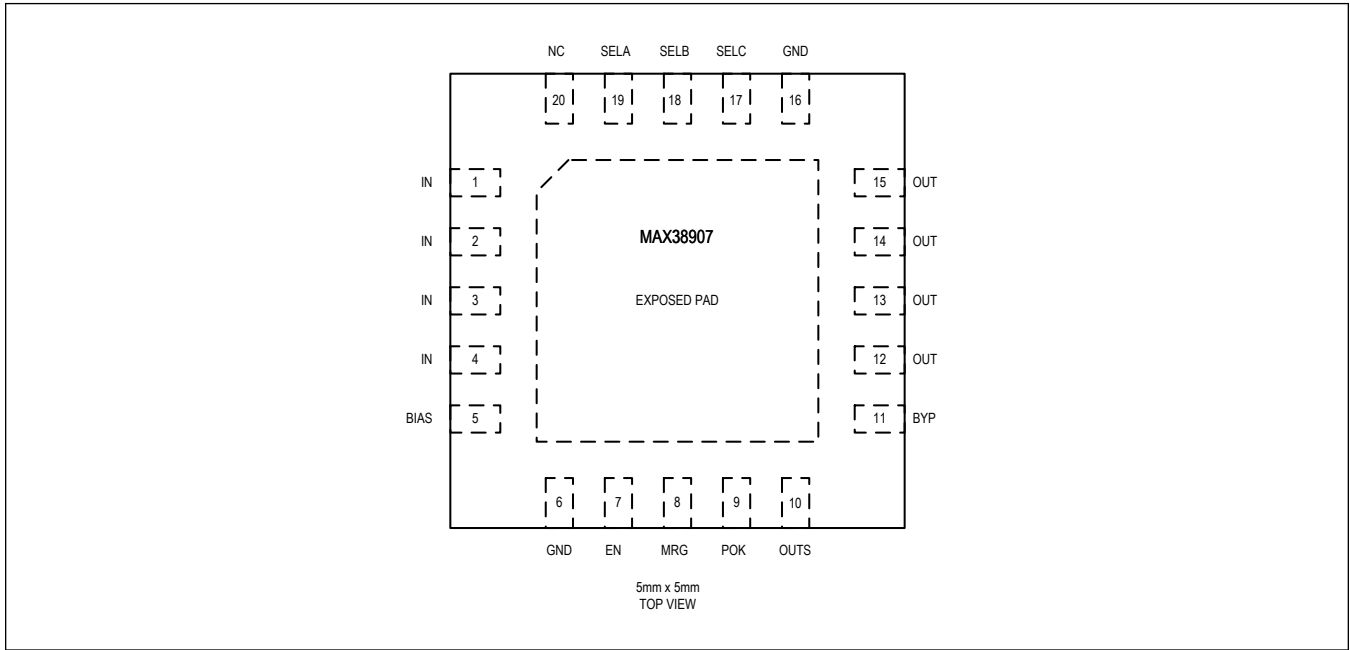 NC SELA SELB SELC GND
20 19 18 17 16
IN 1 15 OUT
IN 2 MAX38907 14 OUT
IN 3 EXPOSED PAD 13 OUT
IN 4 12 OUT
BIAS 5 11 BYP
6 7 8 9 10
GND EN MRG POK OUTS
5mm x 5mm
TOP VIEW